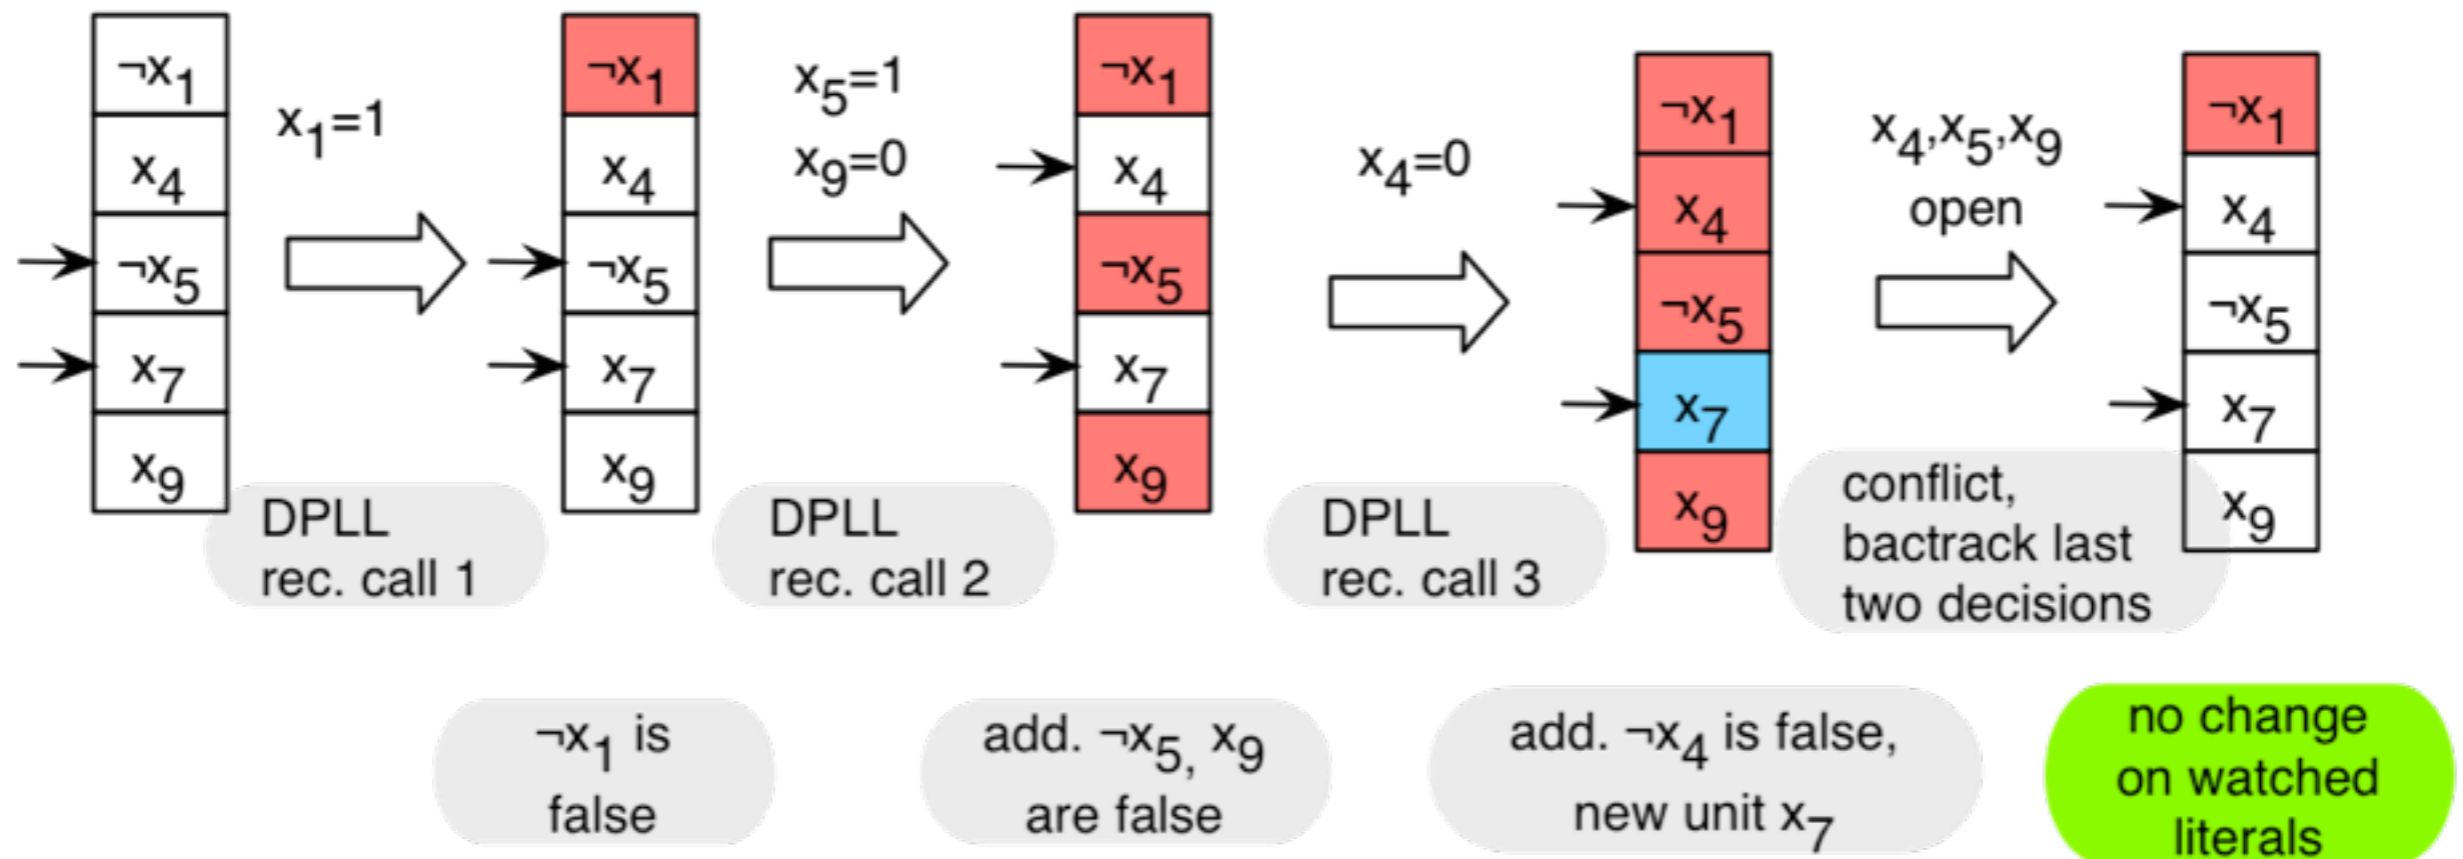 ¬x1
x4
¬x5
x7
x9
x1=1
DPLL
rec. call 1
¬x1
x4
¬x5
x7
x9
x5=1
x9=0
DPLL
rec. call 2
¬x1
x4
¬x5
x7
x9
x4=0
DPLL
rec. call 3
¬x1
x4
¬x5
x7
x9
x4,x5,x9
open
conflict,
bactrack last
two decisions
¬x1
x4
¬x5
x7
x9
¬x1 is
false
add. ¬x5, x9
are false
add. ¬x4 is false,
new unit x7
no change
on watched
literals